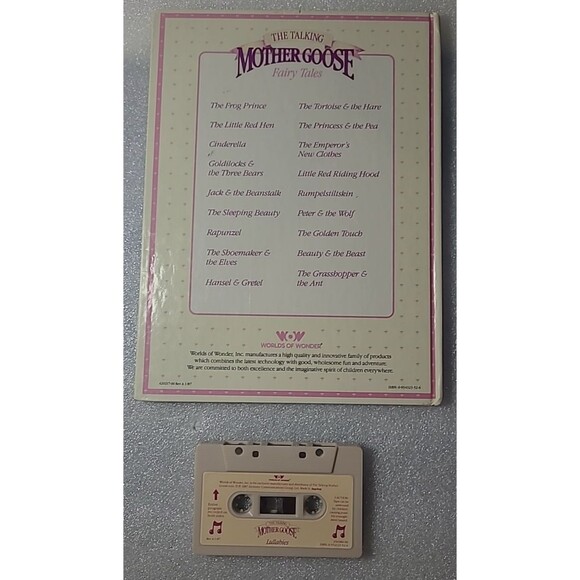 THE TALKING
MOTHER GOOSE
Fairy Tales
The Frog Prince
The Little Red Hen
Cinderella
Goldilocks &
the Three Bears
Jack & the Beanstalk
The Sleeping Beauty
Rapunzel
The Shoemaker &
the Elves
Hansel & Gretel
The Tortoise & the Hare
The Princess & the Pea
The Emperor's
New Clothes
Little Red Riding Hood
Rumpelstiltskin
Peter & the Wolf
The Golden Touch
Beauty & the Beast
The Grasshopper &
the Ant
WOW
WORLDS OF WONDER
Worlds of Wonder, Inc. manufactures a high quality and innovative family of products
which combines the latest technology with good, wholesome fun and adventure.
We are committed to both excellence and the imaginative spirit of children everywhere.
WOW
THE TALKING
MOTHER GOOSE
Lullabies